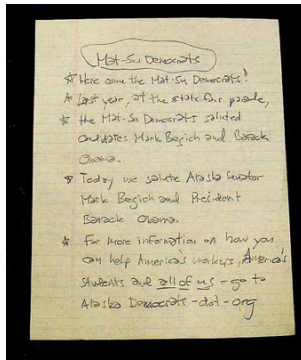 Mat-Su Democrats
* Here come the Mat-Su Democrats!
* Last year, at the state fair parade,
* the Mat-Su Democrats saluted
candidates Mark Begich and Barack
Obama.
* Today we salute Alaska Senator
Mark Begich and President
Barack Obama.
* For more information on how you
can help America's workers, America's
students and all of us - go to
Alaska Democrats-dot-org